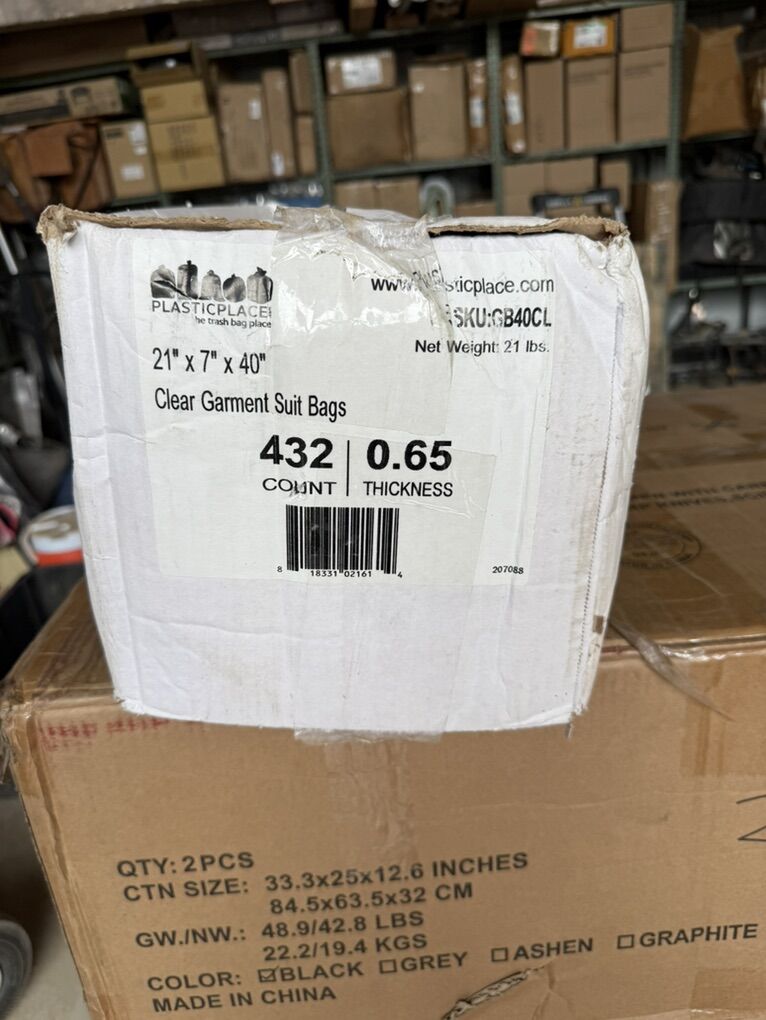 PLASTICPLACE
the trash bag place
www.Plasticplace.com
SKU:GB40CL
Net Weight: 21 lbs.
21" x 7" x 40"
Clear Garment Suit Bags
432 | 0.65
COUNT THICKNESS
8 18331 02161 4
207088
QTY: 2PCS
CTN SIZE: 33.3x25x12.6 INCHES
84.5x63.5x32 CM
GW./NW.: 48.9/42.8 LBS
22.2/19.4 KGS
COLOR: ☑BLACK ☐GREY ☐ASHEN ☐GRAPHITE
MADE IN CHINA